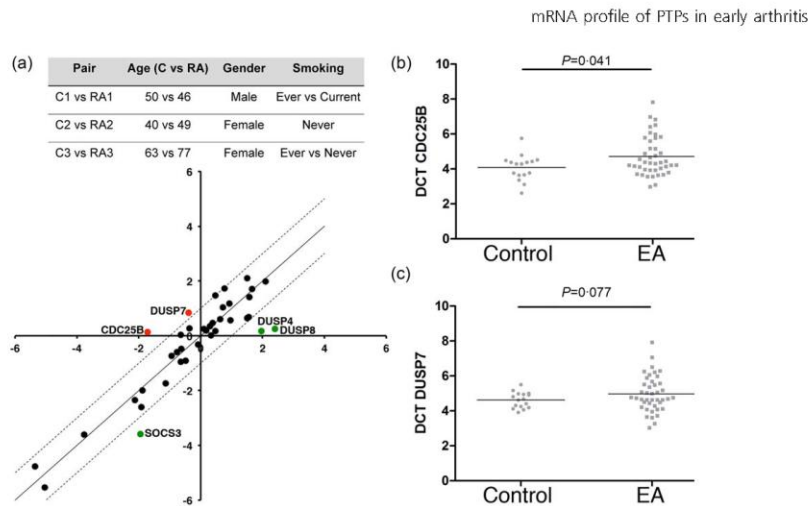 mRNA profile of PTPs in early arthritis
(a)
Pair Age (C vs RA) Gender Smoking
C1 vs RA1 50 vs 46 Male Ever vs Current
C2 vs RA2 40 vs 49 Female Never
C3 vs RA3 63 vs 77 Female Ever vs Never
6
4
2
DUSP7
CDC25B
DUSP4
DUSP8
-6 -4 -2 0 2 4 6
-2
SOCS3
-4
-6
(b)
P=0·041
DCT CDC25B
10
8
6
4
2
0
Control EA
(c)
P=0·077
DCT DUSP7
10
8
6
4
2
0
Control EA